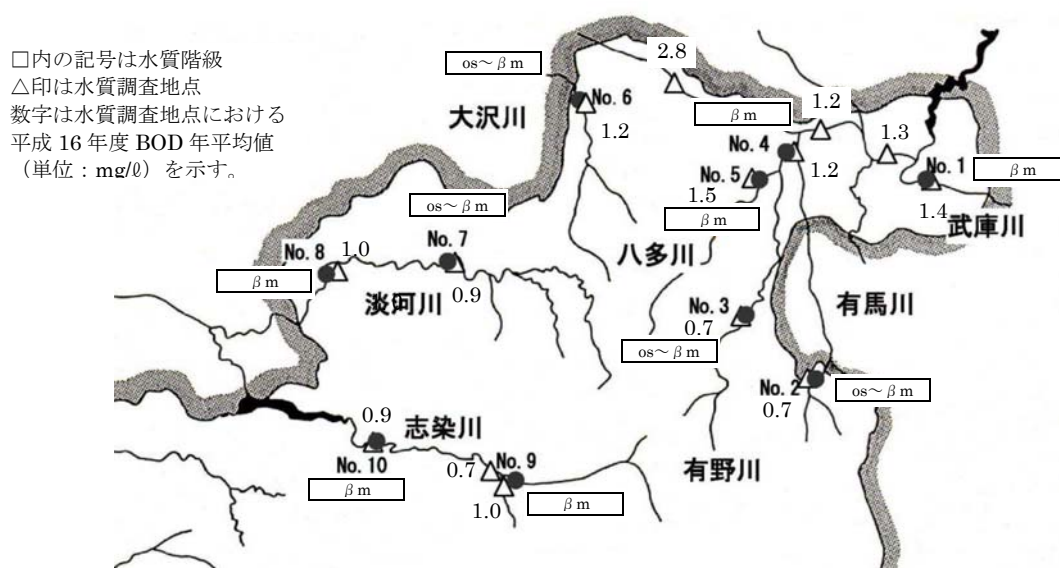 □内の記号は水質階級
△印は水質調査地点
数字は水質調査地点における
平成 16 年度 BOD 年平均値
（単位：mg/ℓ）を示す。
os～βm
2.8
No. 6
大沢川
1.2
βm
1.2
No. 4
1.3
No. 5
1.2
No. 1
βm
1.5
βm
1.4
武庫川
os～βm
八多川
No. 8
1.0
No. 7
βm
淡河川
0.9
有馬川
No. 3
0.7
os～βm
No. 2
os～βm
0.7
0.9
志染川
有野川
No. 10
0.7
No. 9
βm
βm
1.0